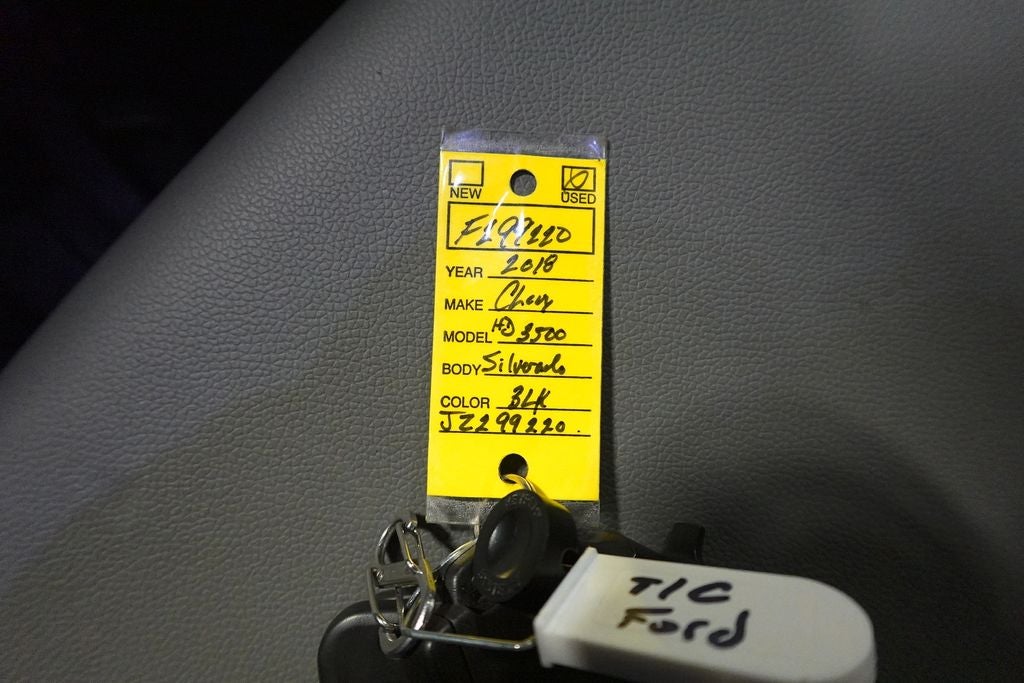 NEW USED
F299220
YEAR 2018
MAKE Chevy
MODEL HD 3500
BODY Silverado
COLOR BLK
JZ299220.
T/C
Ford